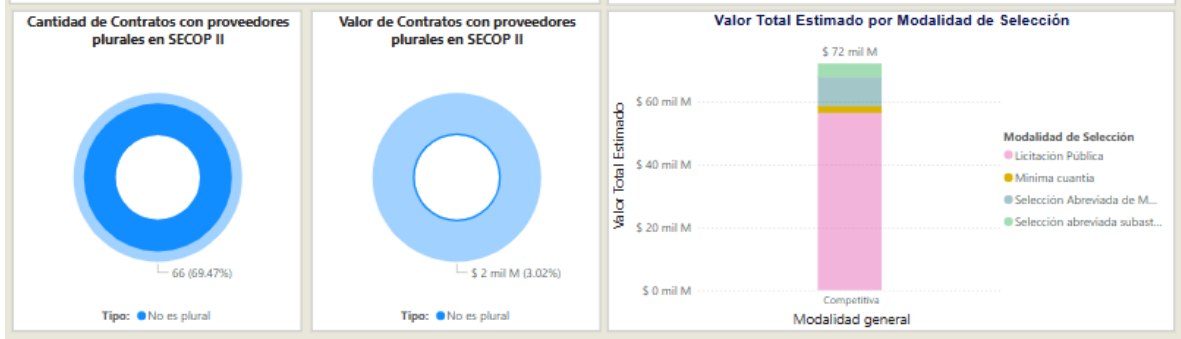 Cantidad de Contratos con proveedores
plurales en SECOP II
66 (69.47%)
Tipo: No es plural
Valor de Contratos con proveedores
plurales en SECOP II
$ 2 mil M (3.02%)
Tipo: No es plural
Valor Total Estimado por Modalidad de Selección
$ 72 mil M
Valor Total Estimado
$ 60 mil M
$ 40 mil M
$ 20 mil M
$ 0 mil M
Competitiva
Modalidad general
Modalidad de Selección
Licitación Pública
Mínima cuantía
Selección Abreviada de M...
Selección abreviada subast...